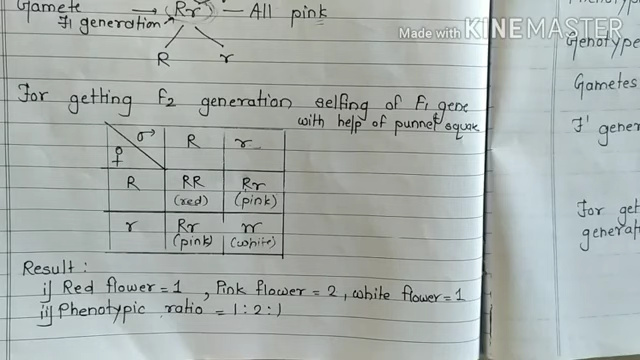 Gamete → Rr — All pink
F1 generation
R r
Made with KINEMASTER
For getting F2 generation selfing of F1 gene
with help of punnet squae
♂ R r
♀
R RR Rr
(red) (pink)
r Rr rr
(pink) (white)
Result :
i) Red flower = 1 , Pink flower = 2, white flower = 1
ii) Phenotypic ratio = 1 : 2 : 1
Genotype
Gametes
F' gener
For get
generat